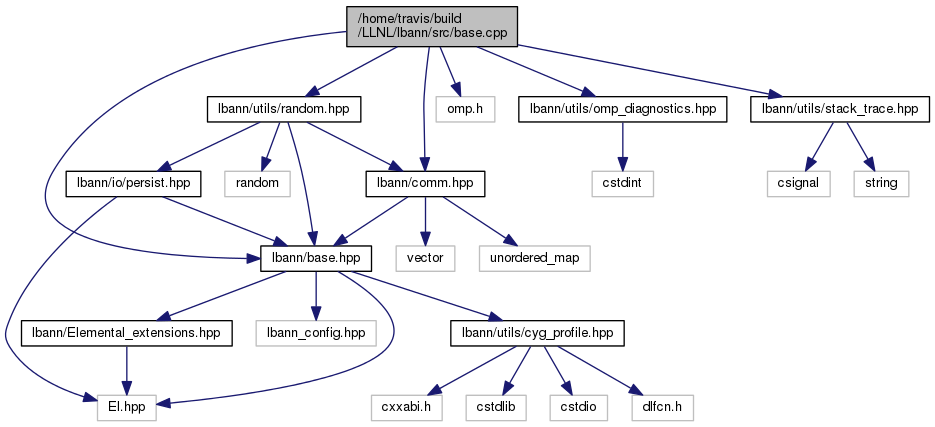 /home/travis/build
/LLNL/lbann/src/base.cpp
lbann/utils/random.hpp
omp.h
lbann/utils/omp_diagnostics.hpp
lbann/utils/stack_trace.hpp
lbann/io/persist.hpp
random
lbann/comm.hpp
cstdint
csignal
string
lbann/base.hpp
vector
unordered_map
lbann/Elemental_extensions.hpp
lbann_config.hpp
lbann/utils/cyg_profile.hpp
El.hpp
cxxabi.h
cstdlib
cstdio
dlfcn.h